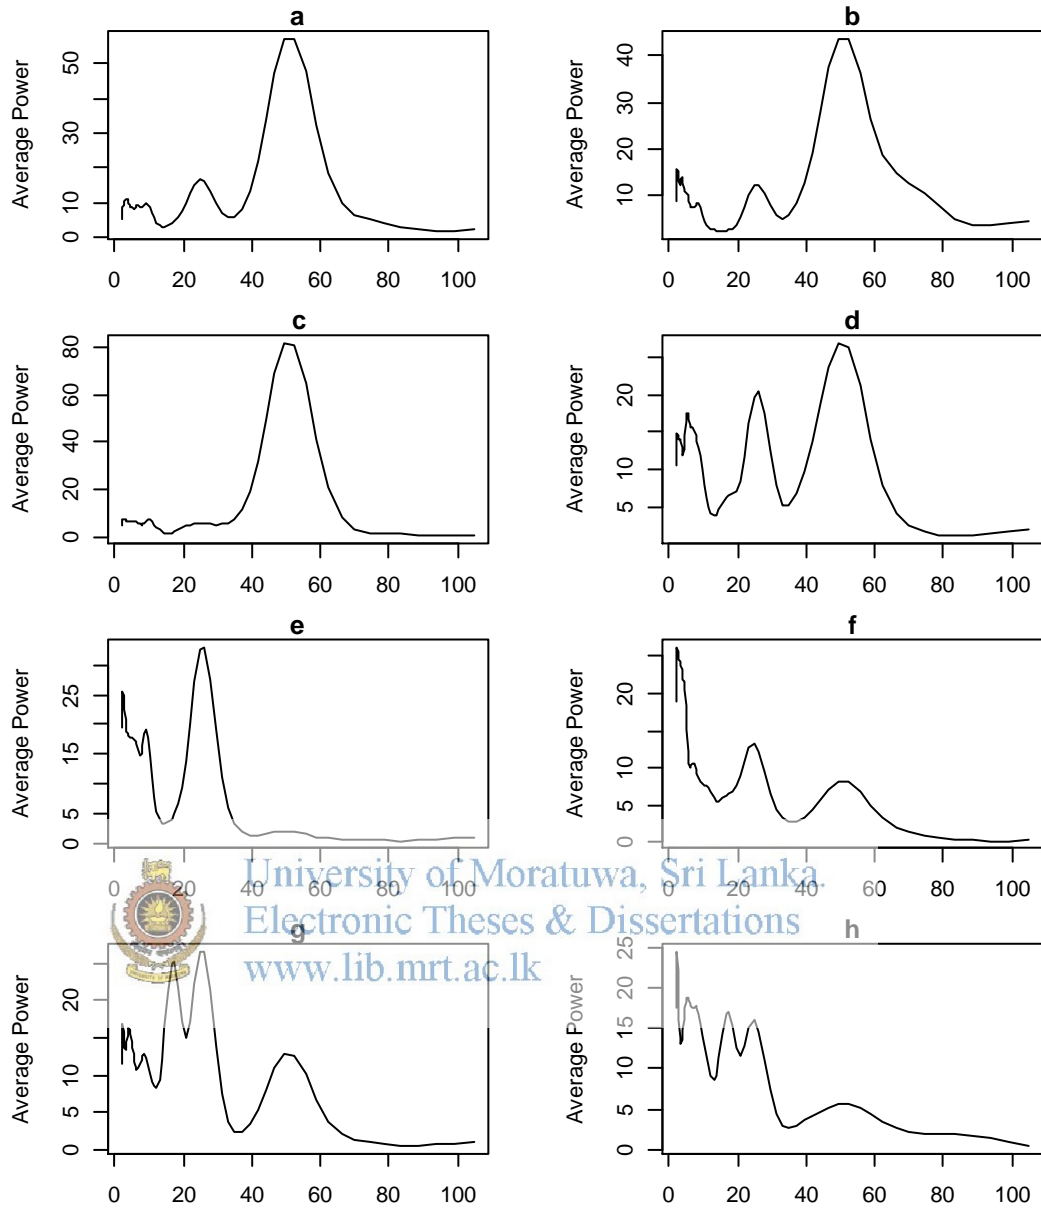 a
b
Average Power
0 10 30 50
0 20 40 60 80 100
Average Power
10 20 30 40
0 20 40 60 80 100
c
d
Average Power
0 20 40 60 80
0 20 40 60 80 100
Average Power
5 10 20
0 20 40 60 80 100
e
f
Average Power
0 5 15 25
0 20 40 60 80 100
Average Power
0 5 10 20
0 20 40 60 80 100
University of Moratuwa, Sri Lanka.
Electronic Theses & Dissertations
www.lib.mrt.ac.lk
g
h
Average Power
0 5 10 20
0 20 40 60 80 100
Average Power
0 5 10 15 20 25
0 20 40 60 80 100